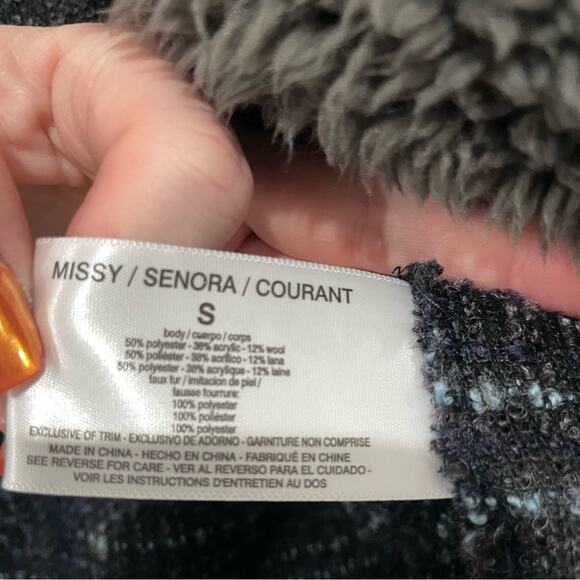 MISSY / SENORA / COURANT
S
body / cuerpo / corps
50% polyester - 38% acrylic - 12% wool
50% poliéster - 38% acrílico - 12% lana
50% polyester - 38% acrylique - 12% laine
faux fur / imitacion de piel /
fausse fourrure:
100% polyester
100% poliéster
100% polyester
EXCLUSIVE OF TRIM - EXCLUSIVO DE ADORNO - GARNITURE NON COMPRISE
MADE IN CHINA - HECHO EN CHINA - FABRIQUÉ EN CHINE
SEE REVERSE FOR CARE - VER AL REVERSO PARA EL CUIDADO -
VOIR LES INSTRUCTIONS D'ENTRETIEN AU DOS